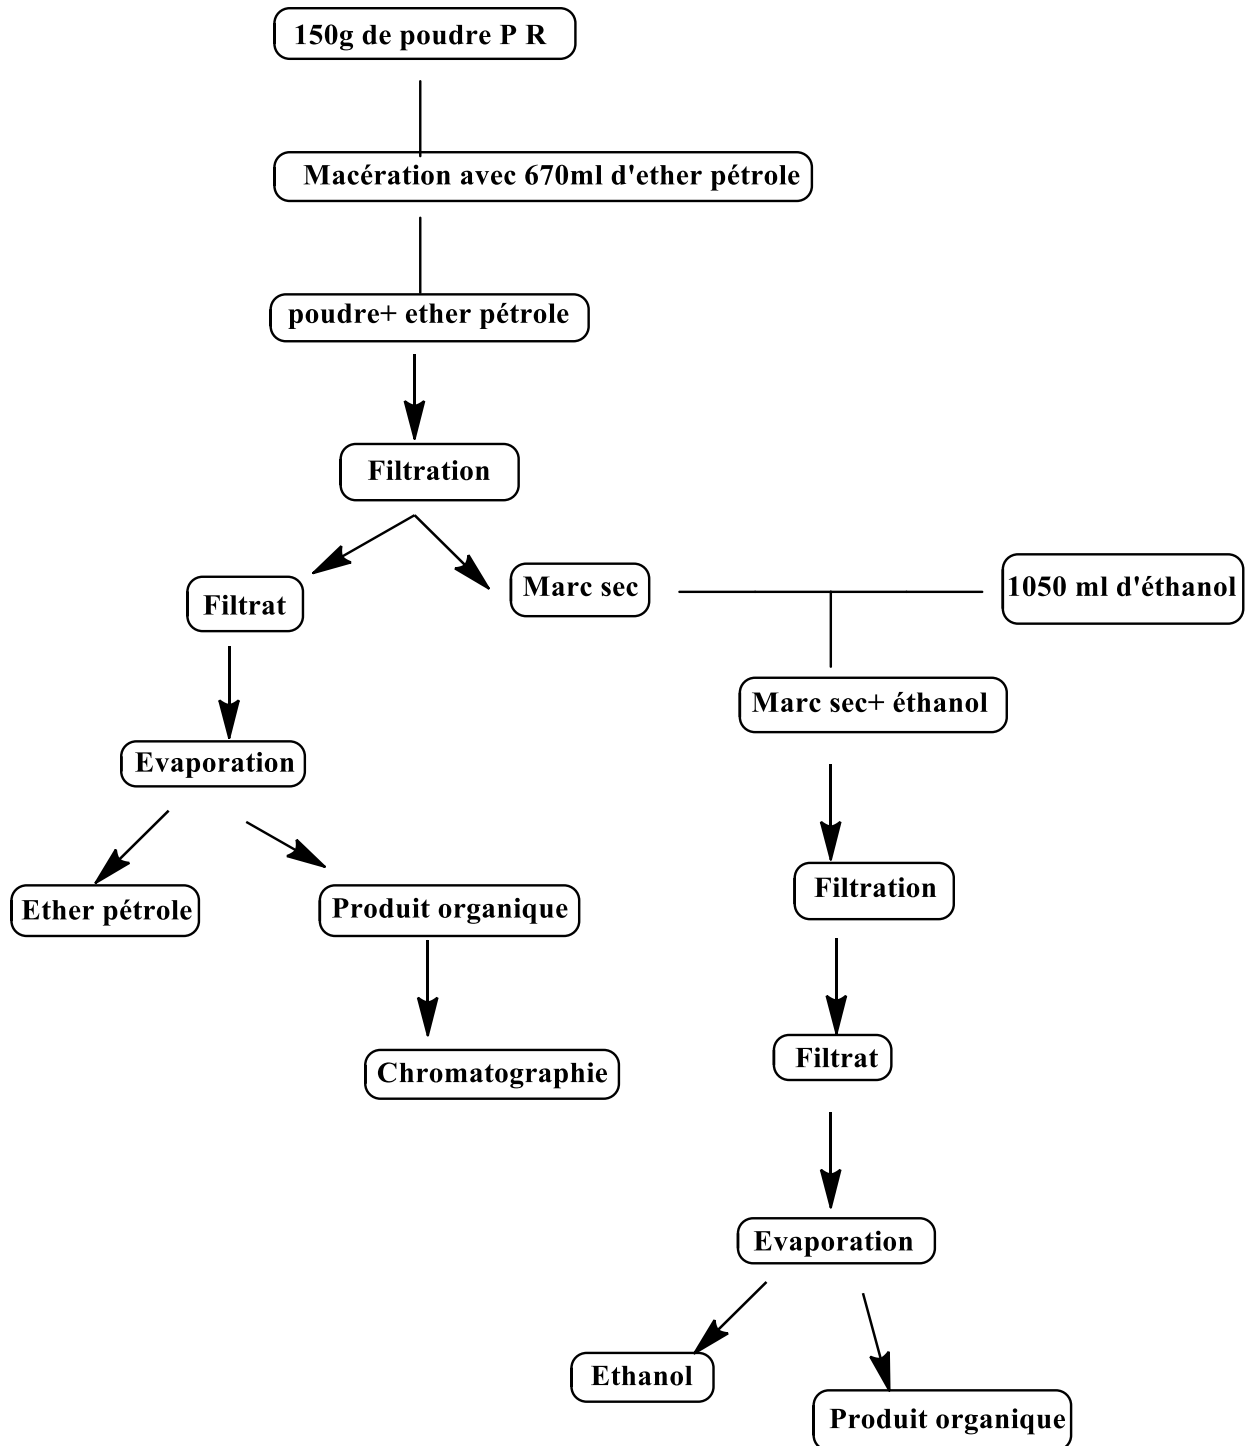 150g de poudre P R
Macération avec 670ml d'ether pétrole
poudre+ ether pétrole
Filtration
Filtrat
Marc sec
1050 ml d'éthanol
Marc sec+ éthanol
Evaporation
Filtration
Ether pétrole
Produit organique
Filtrat
Chromatographie
Evaporation
Ethanol
Produit organique